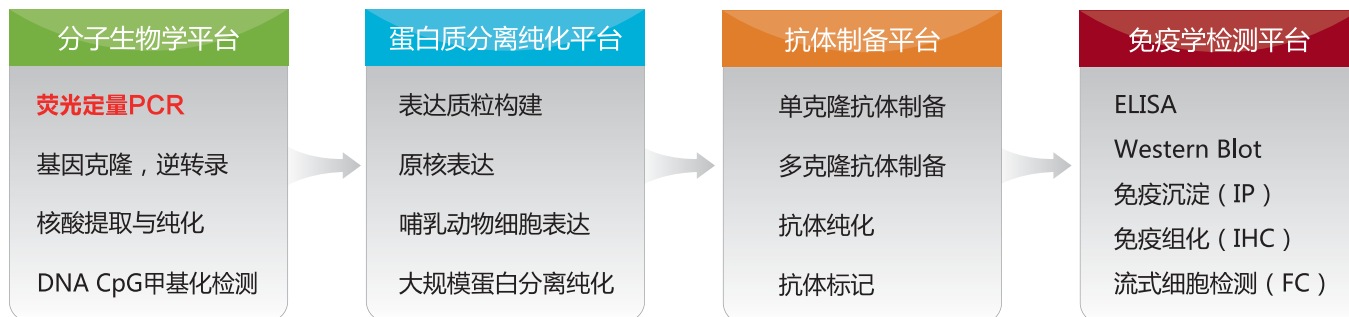 分子生物学平台
荧光定量PCR
基因克隆，逆转录
核酸提取与纯化
DNA CpG甲基化检测
蛋白质分离纯化平台
表达质粒构建
原核表达
哺乳动物细胞表达
大规模蛋白分离纯化
抗体制备平台
单克隆抗体制备
多克隆抗体制备
抗体纯化
抗体标记
免疫学检测平台
ELISA
Western Blot
免疫沉淀（IP）
免疫组化（IHC）
流式细胞检测（FC）